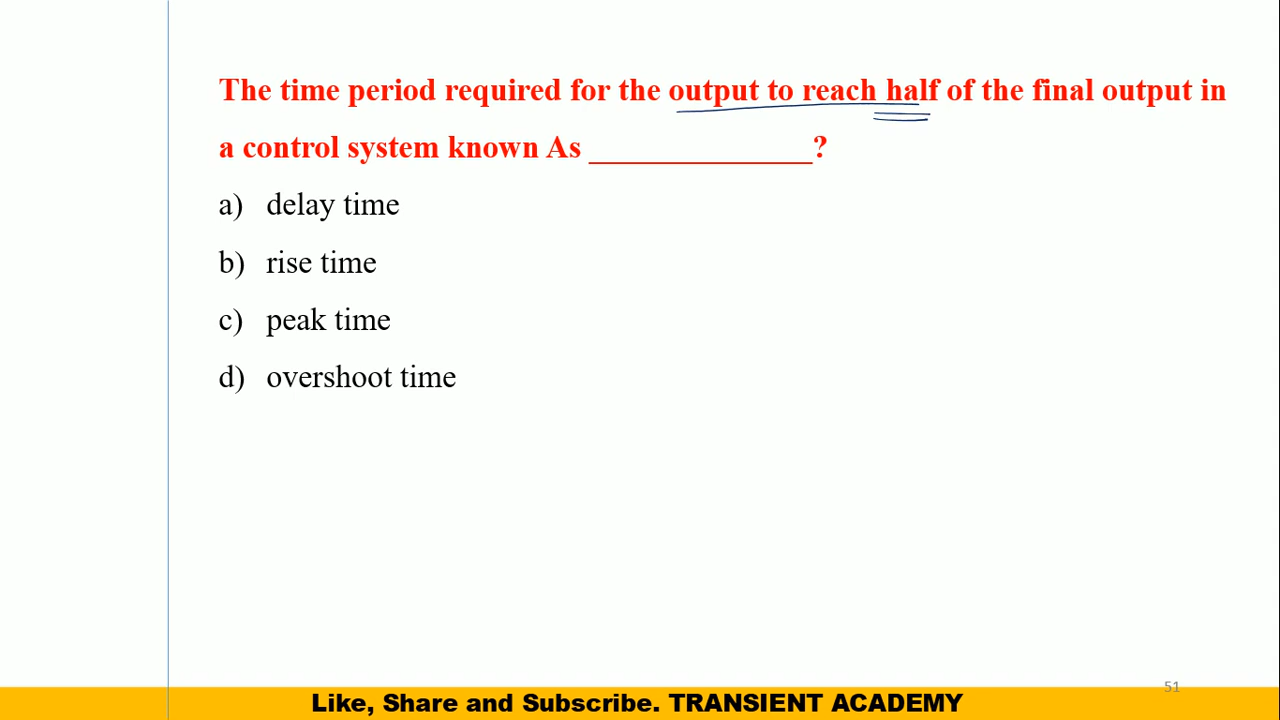 The time period required for the output to reach half of the final output in
a control system known As ______________?
a) delay time
b) rise time
c) peak time
d) overshoot time
51
Like, Share and Subscribe. TRANSIENT ACADEMY